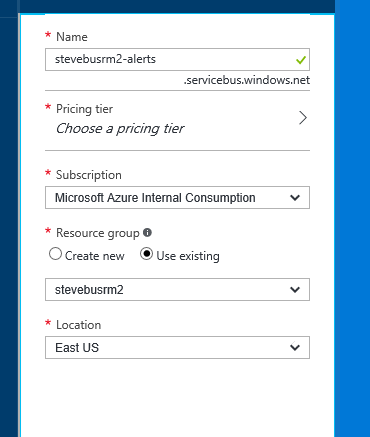 * Name
stevebusrm2-alerts
.servicebus.windows.net
* Pricing tier
Choose a pricing tier
* Subscription
Microsoft Azure Internal Consumption
* Resource group
Create new Use existing
stevebusrm2
* Location
East US